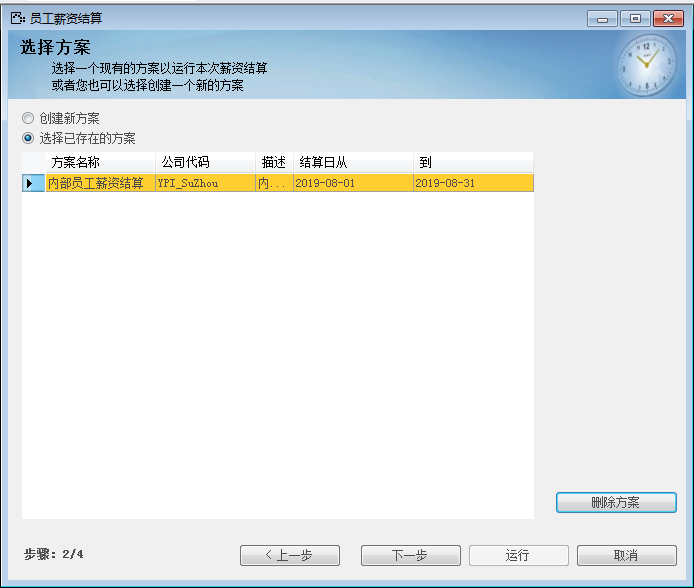 员工薪资结算
选择方案
选择一个现有的方案以运行本次薪资结算
或者您也可以选择创建一个新的方案
创建新方案
选择已存在的方案
方案名称 公司代码 描述 结算日从 到
内部员工薪资结算 YPI_SuZhou 内... 2019-08-01 2019-08-31
删除方案
步骤: 2/4 < 上一步 下一步 运行 取消